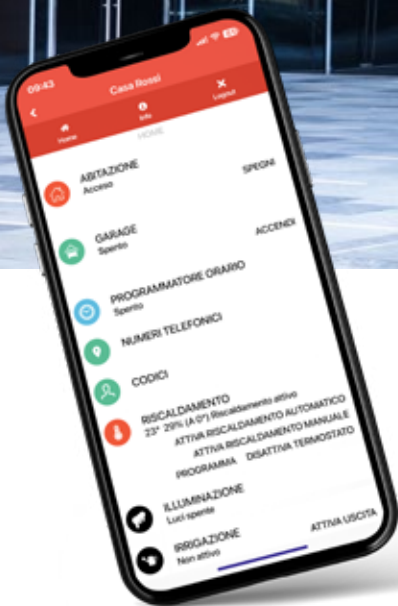 09:43
Casa Rossi
Home Info Logout
HOME
ABITAZIONE
Acceso SPEGNI
GARAGE
Spento ACCENDI
PROGRAMMATORE ORARIO
Spento
NUMERI TELEFONICI
CODICI
RISCALDAMENTO
23° 29% (A 0°) Riscaldamento attivo
ATTIVA RISCALDAMENTO AUTOMATICO
ATTIVA RISCALDAMENTO MANUALE
PROGRAMMA DISATTIVA TERMOSTATO
ILLUMINAZIONE
Luci spente
IRRIGAZIONE
Non attivo ATTIVA USCITA